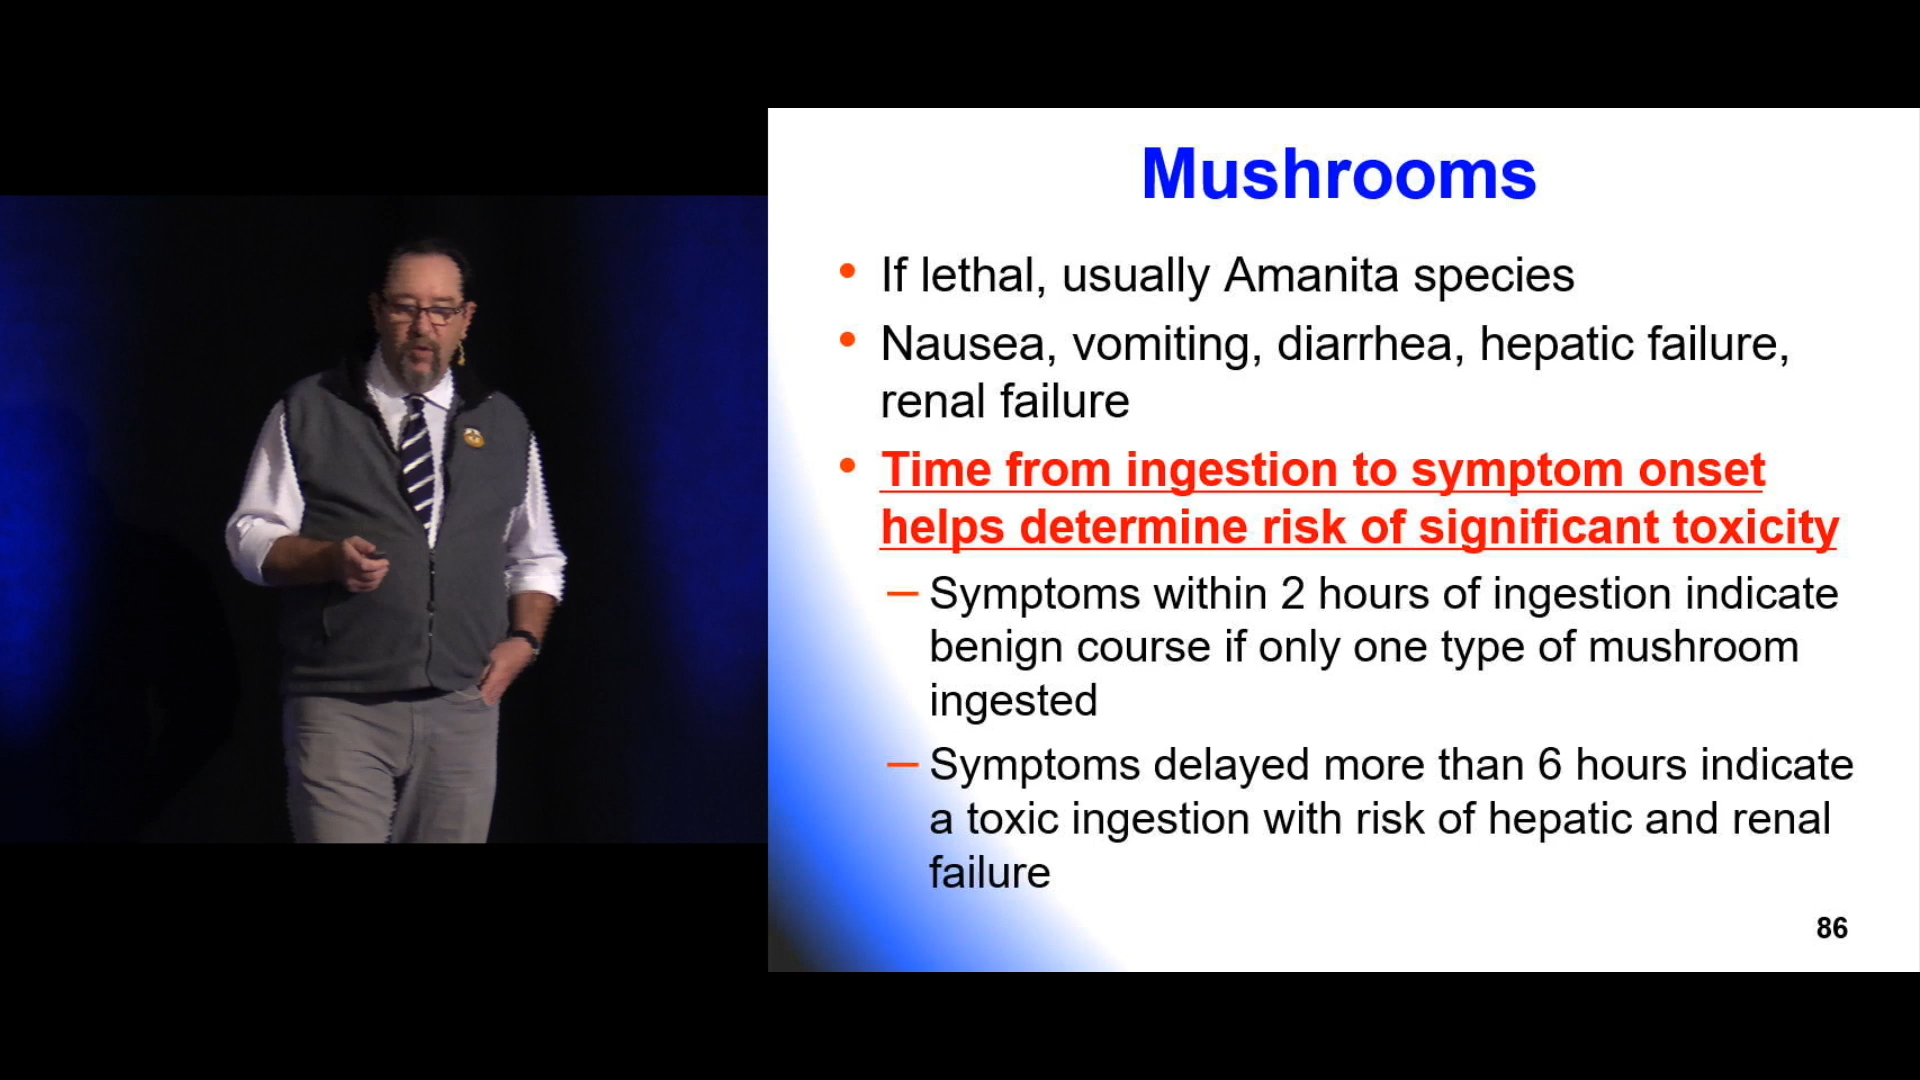 Mushrooms
• If lethal, usually Amanita species
• Nausea, vomiting, diarrhea, hepatic failure,
renal failure
• Time from ingestion to symptom onset
helps determine risk of significant toxicity
– Symptoms within 2 hours of ingestion indicate
benign course if only one type of mushroom
ingested
– Symptoms delayed more than 6 hours indicate
a toxic ingestion with risk of hepatic and renal
failure
86